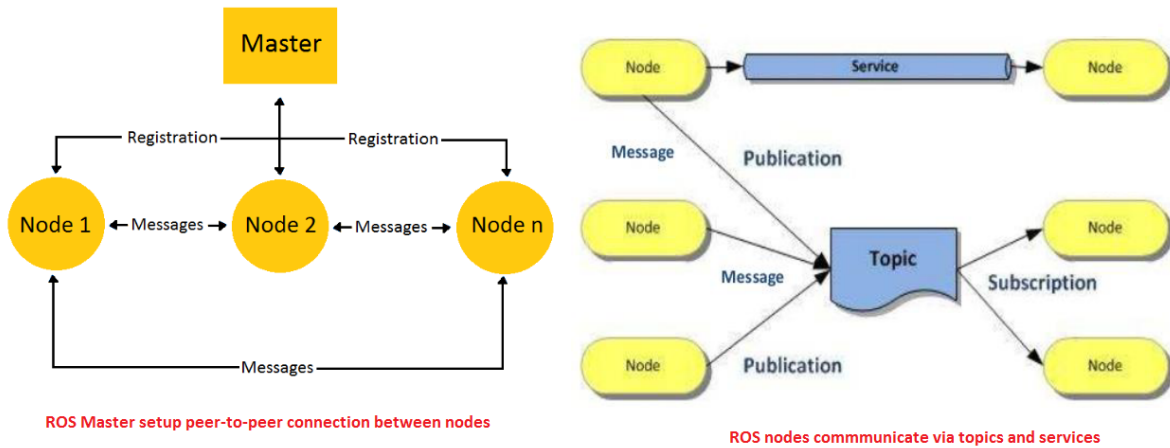 Master
Registration
Registration
Node 1
Messages
Node 2
Messages
Node n
Messages
ROS Master setup peer-to-peer connection between nodes
Node
Service
Node
Message
Publication
Node
Topic
Node
Message
Subscription
Node
Publication
Node
ROS nodes commmunicate via topics and services